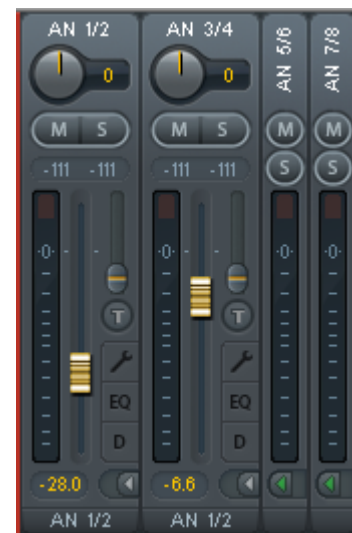 AN 1/2
AN 3/4
AN 5/6
AN 7/8
0
0
M S
M S
M
M
S
S
-111 -111
-111 -111
-0-
-0-
-0-
-0-
T
T
EQ
EQ
D
D
-28.0
-6.6
AN 1/2
AN 1/2